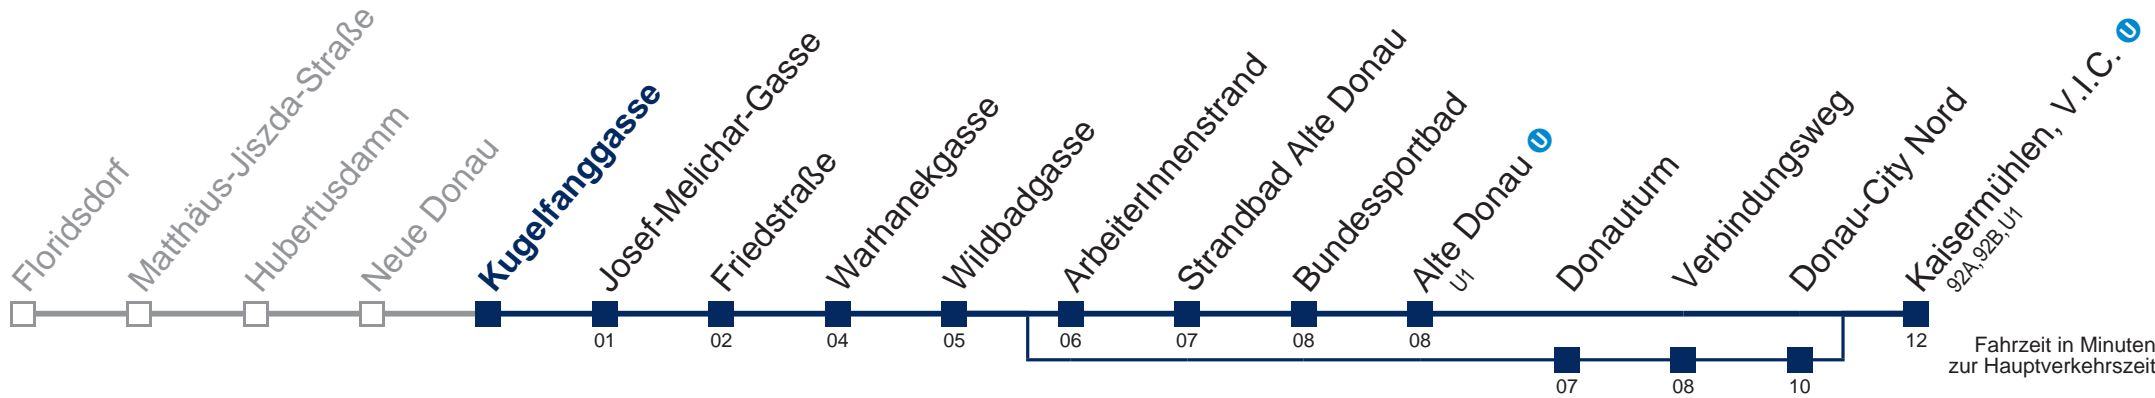 Floridsdorf
Matthäus-Jiszda-Straße
Hubertusdamm
Neue Donau
Kugelfanggasse
Josef-Melichar-Gasse
Friedstraße
Warhanekgasse
Wildbadgasse
ArbeiterInnenstrand
Strandbad Alte Donau
Bundessportbad
Alte Donau U
U1
Donauturm
Verbindungsweg
Donau-City Nord
Kaisermühlen, V.I.C. U
92A, 92B, U1
01 02 04 05 06 07 08 08 12
07 08 10
Fahrzeit in Minuten
zur Hauptverkehrszeit